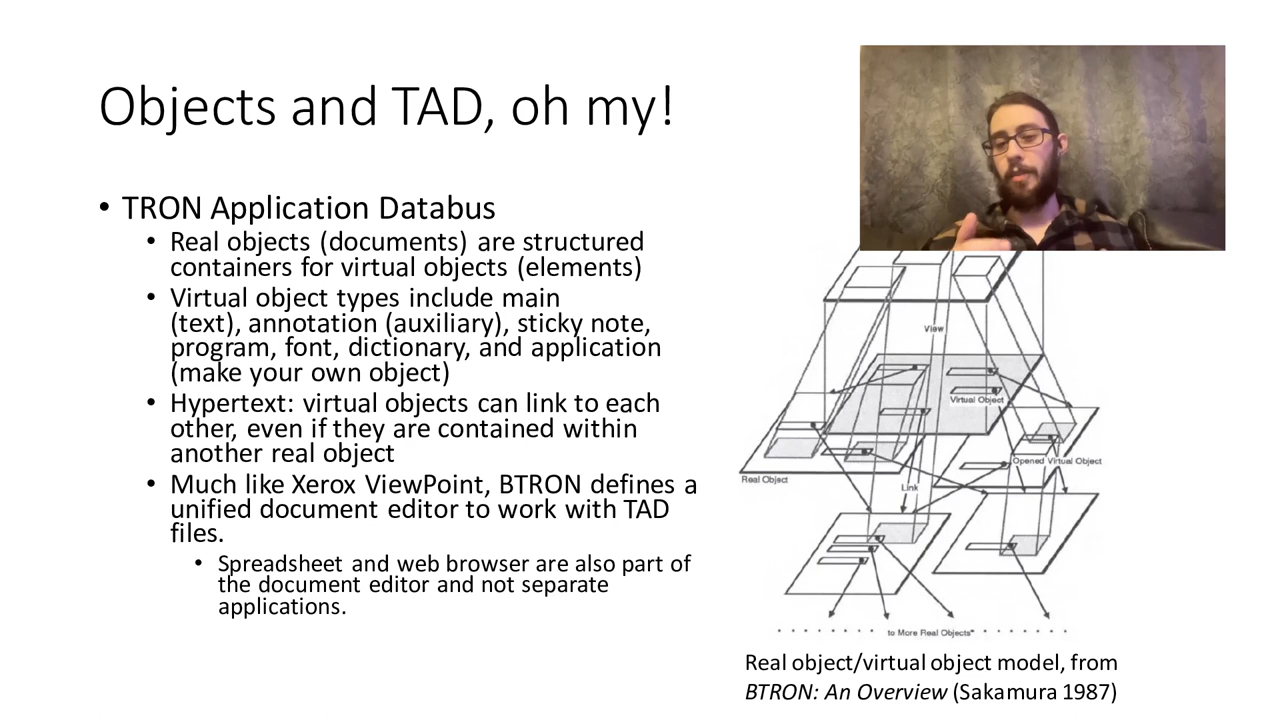 Objects and TAD, oh my!
• TRON Application Databus
• Real objects (documents) are structured
containers for virtual objects (elements)
• Virtual object types include main
(text), annotation (auxiliary), sticky note,
program, font, dictionary, and application
(make your own object)
• Hypertext: virtual objects can link to each
other, even if they are contained within
another real object
• Much like Xerox ViewPoint, BTRON defines a
unified document editor to work with TAD
files.
• Spreadsheet and web browser are also part of
the document editor and not separate
applications.
View
Virtual Object
Opened Virtual Object
Real Object
Link
to More Real Objects"
Real object/virtual object model, from
BTRON: An Overview (Sakamura 1987)